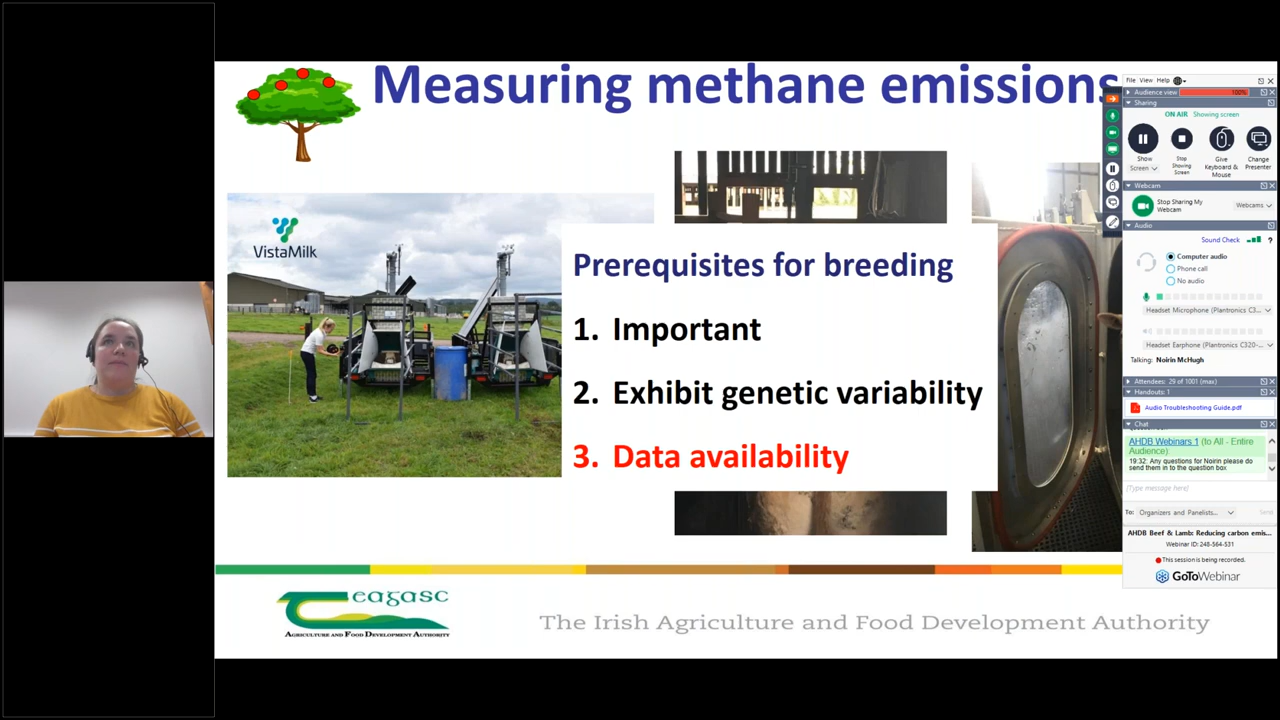 Measuring methane emissions
VistaMilk
Prerequisites for breeding
1. Important
2. Exhibit genetic variability
3. Data availability
Teagasc
AGRICULTURE AND FOOD DEVELOPMENT AUTHORITY
The Irish Agriculture and Food Development Authority
File View Help
Audience view 100%
Sharing
ON AIR Showing screen
Show
Screen
Stop
Showing
Screen
Give
Keyboard &
Mouse
Change
Presenter
Webcam
Stop Sharing My
Webcam
Webcams
Audio
Sound Check ?
Computer audio
Phone call
No audio
Headset Microphone (Plantronics C3...
Headset Earphone (Plantronics C320-...
Talking: Noirin McHugh
Attendees: 29 of 1001 (max)
Handouts: 1
Audio Troubleshooting Guide.pdf
Chat
AHDB Webinars 1 (to All - Entire
Audience):
19:32: Any questions for Noirin please do
send them in to the question box
[Type message here]
To: Organizers and Panelists...
Send
AHDB Beef & Lamb: Reducing carbon emis...
Webinar ID: 248-564-531
This session is being recorded.
GoToWebinar